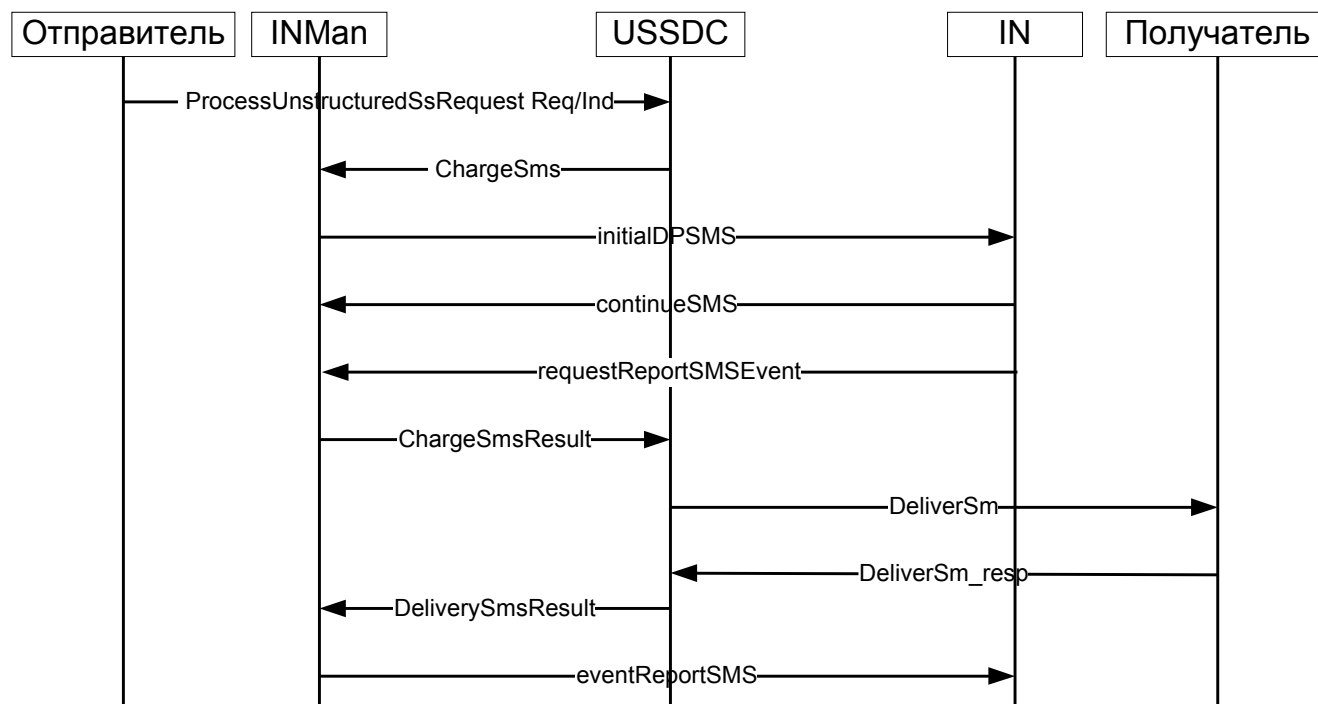 Отправитель
INMan
USSDC
IN
Получатель
ProcessUnstructuredSsRequest Req/Ind
ChargeSms
initialDPSMS
continueSMS
requestReportSMSEvent
ChargeSmsResult
DeliverSm
DeliverSm_resp
DeliverySmsResult
eventReportSMS